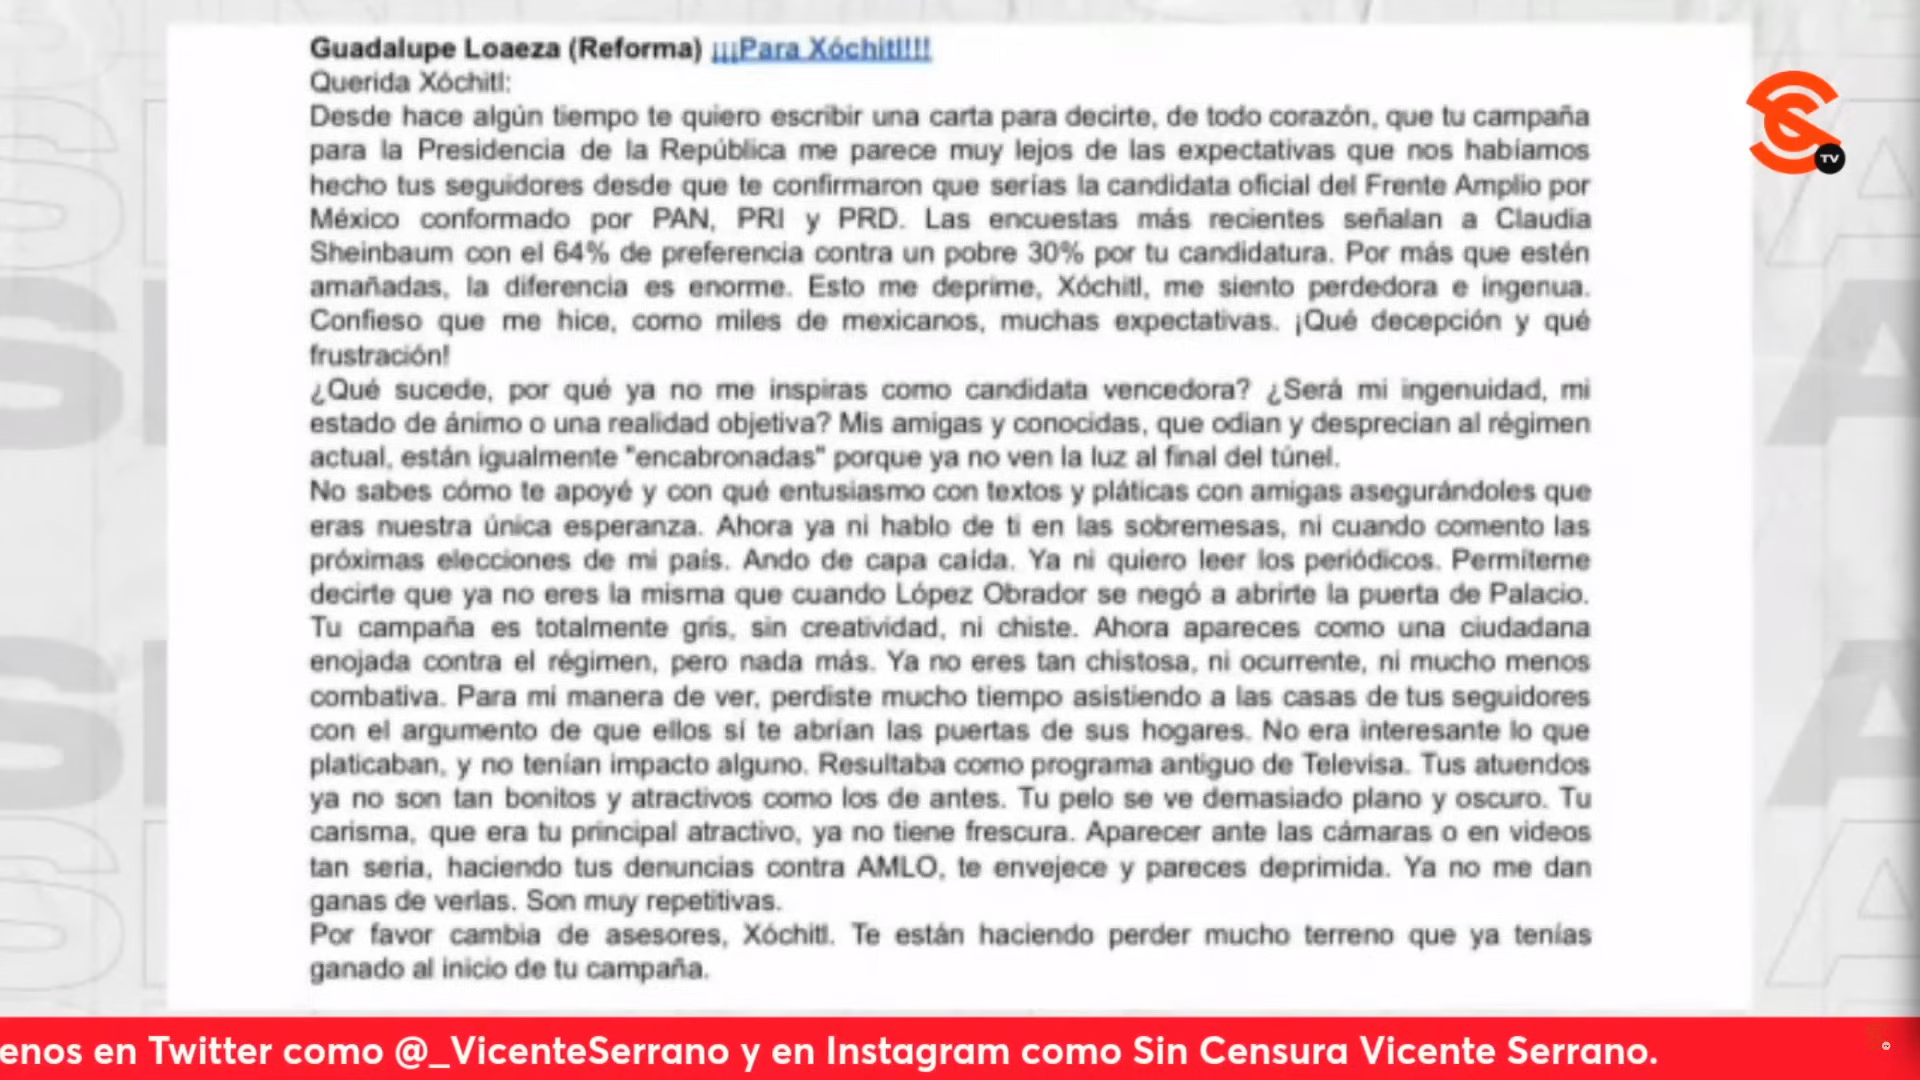 Guadalupe Loaeza (Reforma) ¡¡¡Para Xóchitl!!!
Querida Xóchitl:
Desde hace algún tiempo te quiero escribir una carta para decirte, de todo corazón, que tu campaña
para la Presidencia de la República me parece muy lejos de las expectativas que nos habíamos
hecho tus seguidores desde que te confirmaron que serías la candidata oficial del Frente Amplio por
México conformado por PAN, PRI y PRD. Las encuestas más recientes señalan a Claudia
Sheinbaum con el 64% de preferencia contra un pobre 30% por tu candidatura. Por más que estén
amañadas, la diferencia es enorme. Esto me deprime, Xóchitl, me siento perdedora e ingenua.
Confieso que me hice, como miles de mexicanos, muchas expectativas. ¡Qué decepción y qué
frustración!
¿Qué sucede, por qué ya no me inspiras como candidata vencedora? ¿Será mi ingenuidad, mi
estado de ánimo o una realidad objetiva? Mis amigas y conocidas, que odian y desprecian al régimen
actual, están igualmente "encabronadas" porque ya no ven la luz al final del túnel.
No sabes cómo te apoyé y con qué entusiasmo con textos y pláticas con amigas asegurándoles que
eras nuestra única esperanza. Ahora ya ni hablo de ti en las sobremesas, ni cuando comento las
próximas elecciones de mi país. Ando de capa caída. Ya ni quiero leer los periódicos. Permíteme
decirte que ya no eres la misma que cuando López Obrador se negó a abrirte la puerta de Palacio.
Tu campaña es totalmente gris, sin creatividad, ni chiste. Ahora apareces como una ciudadana
enojada contra el régimen, pero nada más. Ya no eres tan chistosa, ni ocurrente, ni mucho menos
combativa. Para mi manera de ver, perdiste mucho tiempo asistiendo a las casas de tus seguidores
con el argumento de que ellos sí te abrían las puertas de sus hogares. No era interesante lo que
platicaban, y no tenían impacto alguno. Resultaba como programa antiguo de Televisa. Tus atuendos
ya no son tan bonitos y atractivos como los de antes. Tu pelo se ve demasiado plano y oscuro. Tu
carisma, que era tu principal atractivo, ya no tiene frescura. Aparecer ante las cámaras o en videos
tan seria, haciendo tus denuncias contra AMLO, te envejece y pareces deprimida. Ya no me dan
ganas de verlas. Son muy repetitivas.
Por favor cambia de asesores, Xóchitl. Te están haciendo perder mucho terreno que ya tenías
ganado al inicio de tu campaña.
TV
enos en Twitter como @_VicenteSerrano y en Instagram como Sin Censura Vicente Serrano.